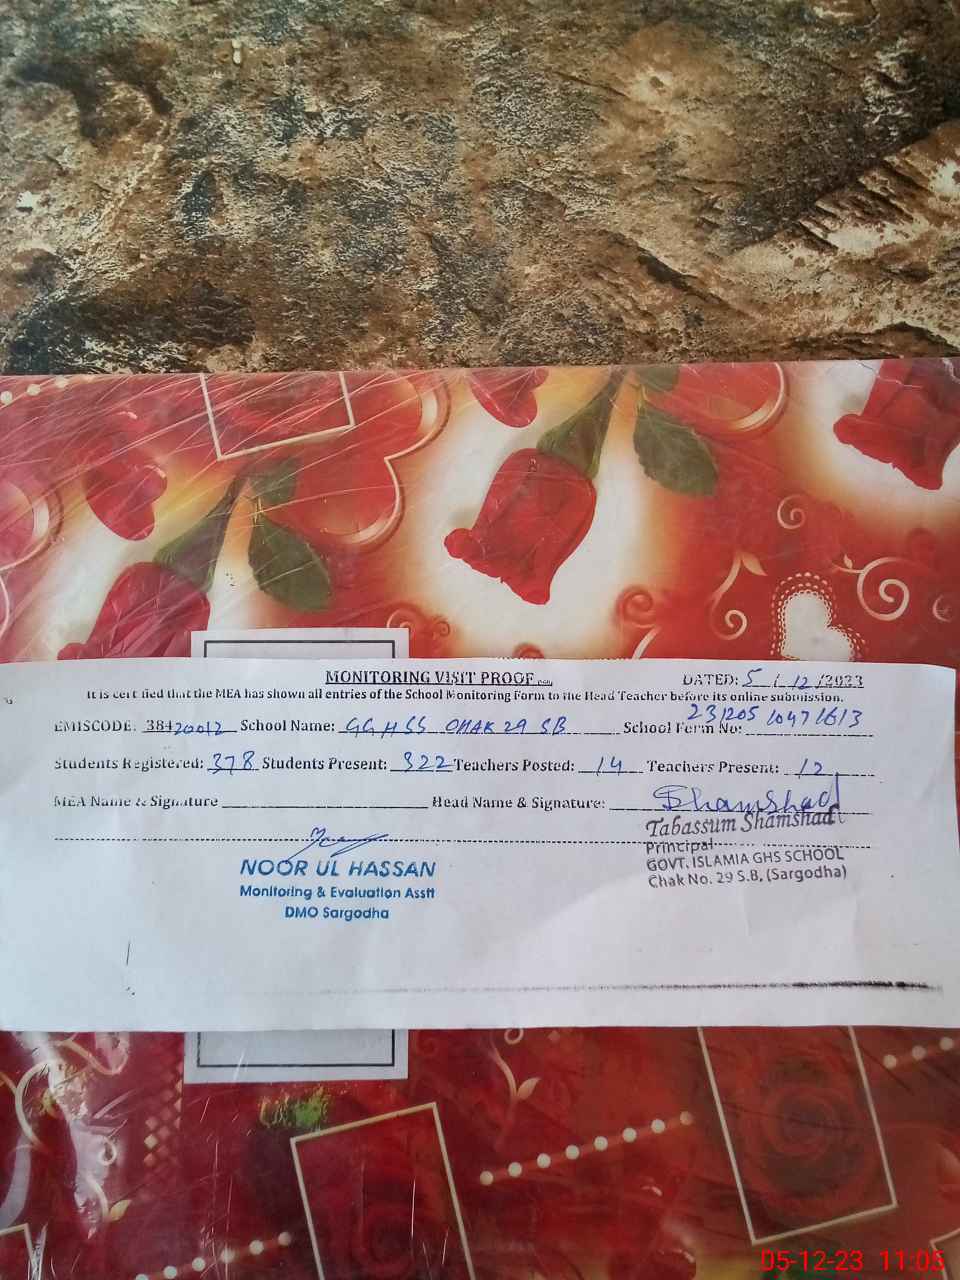 MONITORING VISIT PROOF
DATED: 5/12/2023
It is certified that the MEA has shown all entries of the School Monitoring Form to the Head Teacher before its online submission.
EMISCODE: 38420012 School Name: GGHSS CHAK 29 SB School Form No: 231205 10471613
Students Registered: 378 Students Present: 322 Teachers Posted: 14 Teachers Present: 12
MEA Name & Signature Head Name & Signature: Shamshad
Tabassum Shamshad
Principal
GOVT. ISLAMIA GHS SCHOOL
Chak No. 29 S.B, (Sargodha)
NOOR UL HASSAN
Monitoring & Evaluation Asstt
DMO Sargodha
05-12-23 11:05